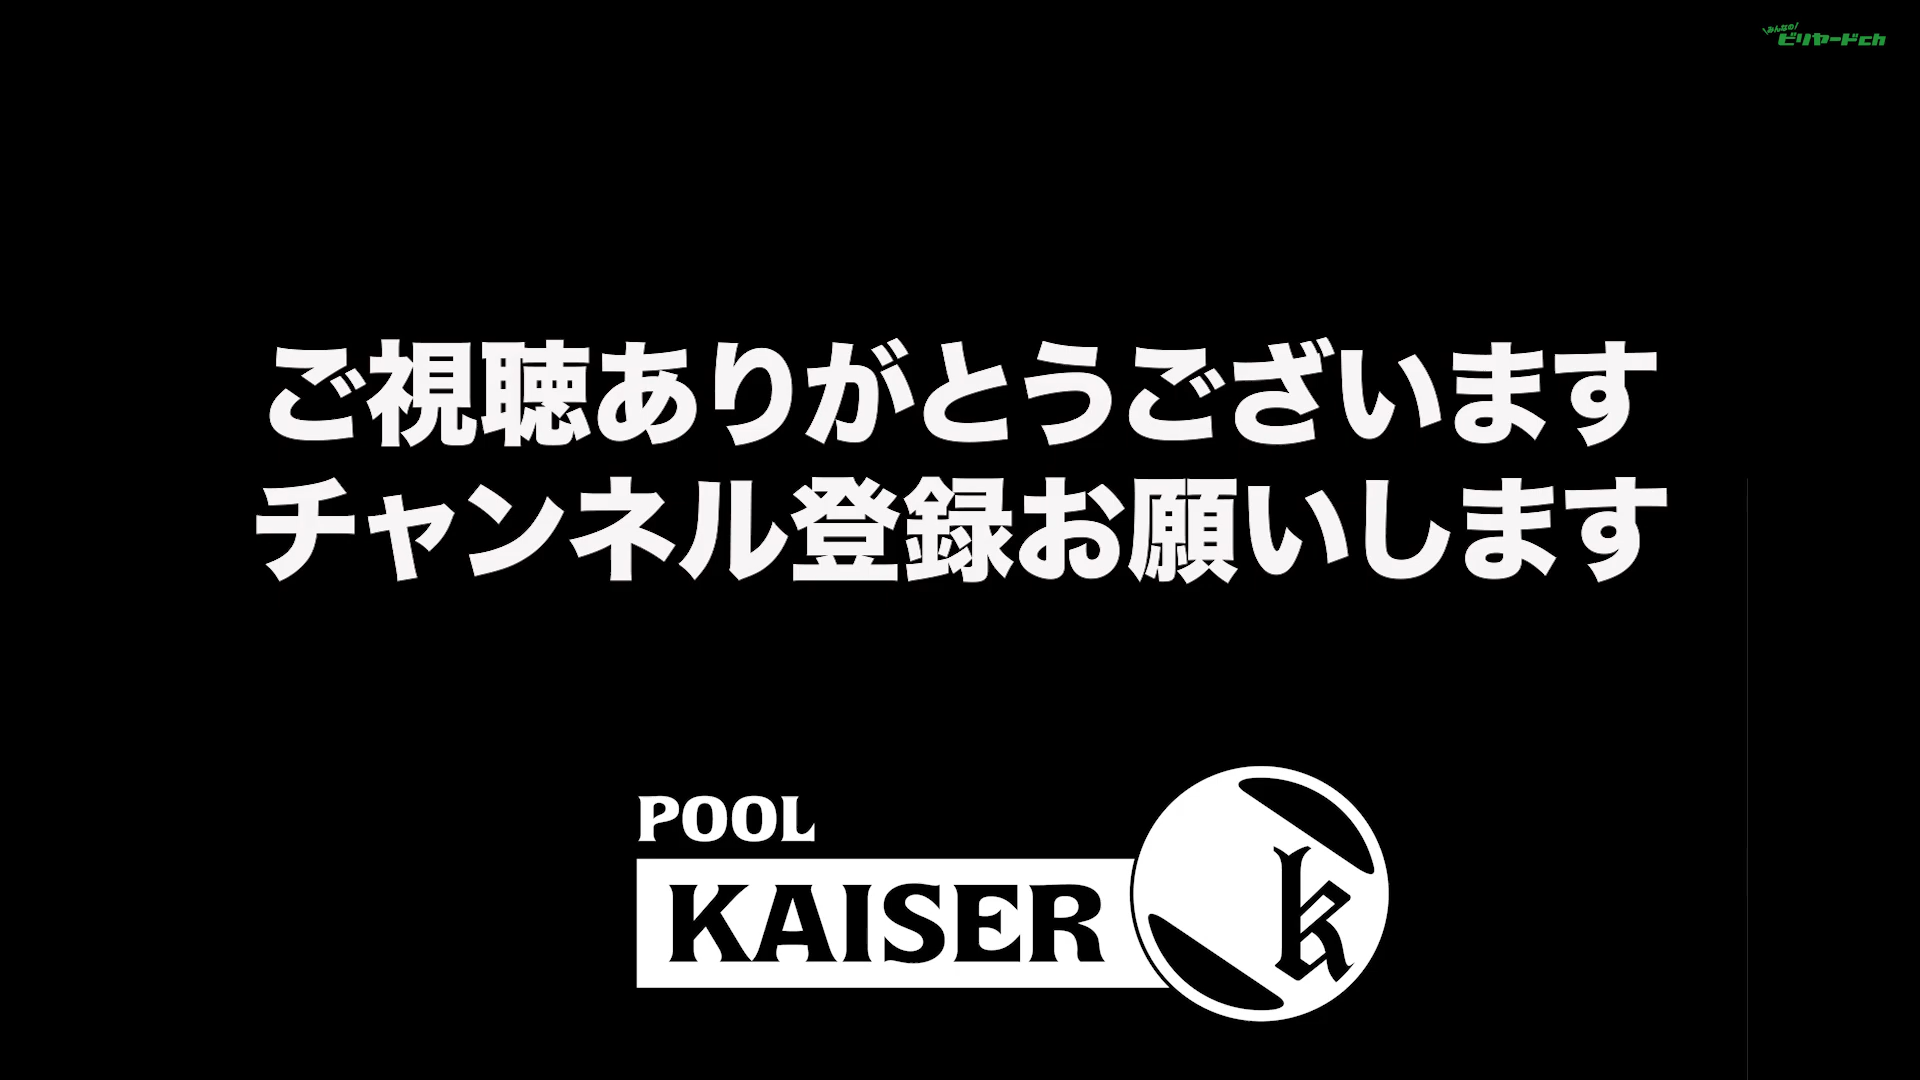 \みんなの/
ビリヤードch
ご視聴ありがとうございます
チャンネル登録お願いします
POOL
KAISER
k